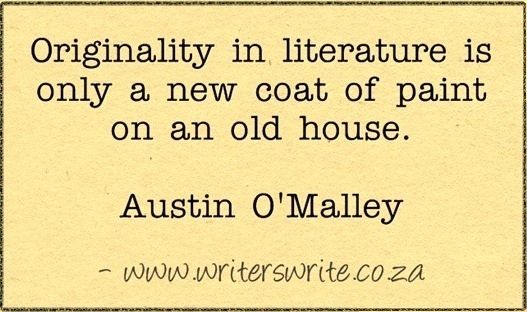 Originality in literature is
only a new coat of paint
on an old house.
Austin O'Malley
- www.writerswrite.co.za